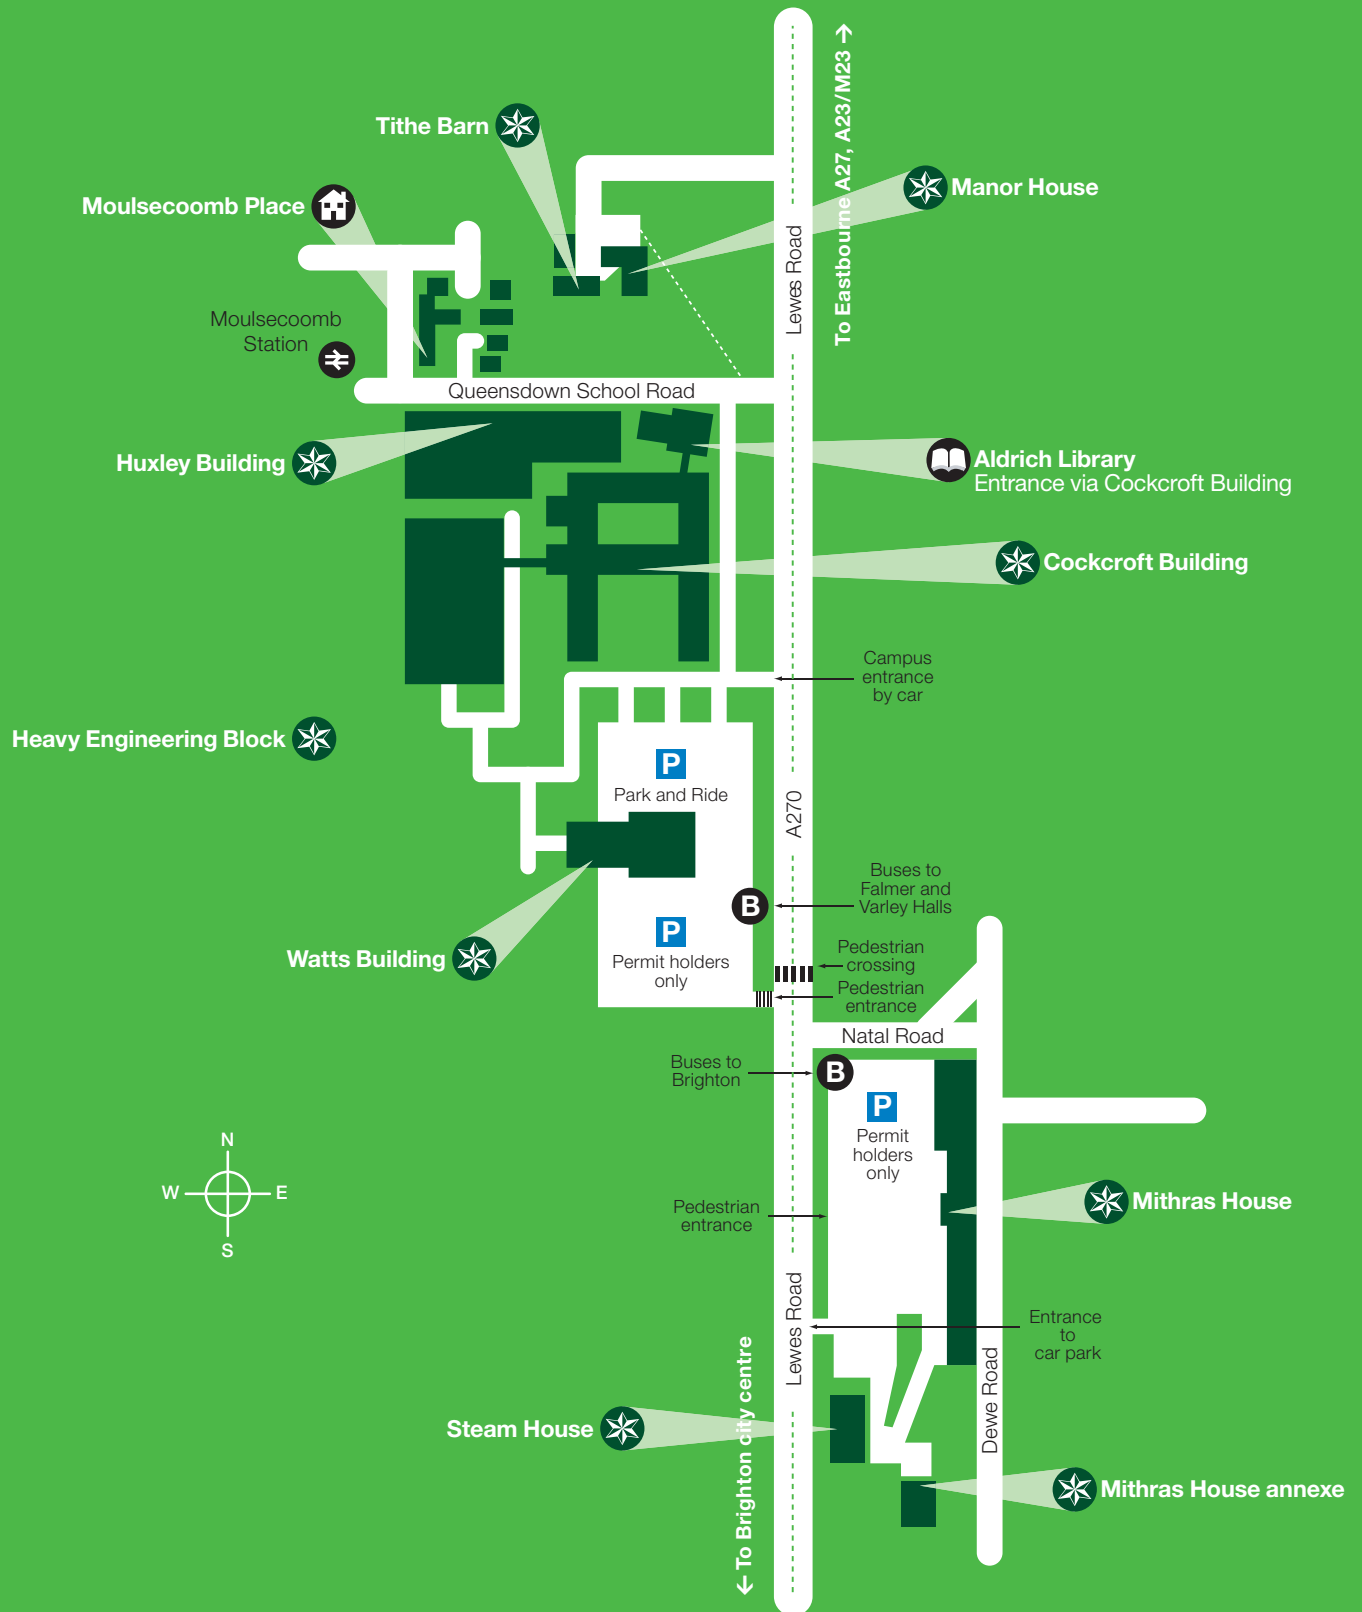 To Eastbourne A27, A23/M23 →
Tithe Barn
Manor House
Moulsecoomb Place
Lewes Road
Moulsecoomb
Station
Queensdown School Road
Huxley Building
Aldrich Library
Entrance via Cockcroft Building
Cockcroft Building
Campus
entrance
by car
Heavy Engineering Block
P
Park and Ride
A270
Buses to
Falmer and
Varley Halls
B
P
Permit holders
only
Watts Building
Pedestrian
crossing
Pedestrian
entrance
Natal Road
Buses to
Brighton
B
P
Permit
holders
only
N
W
E
S
Pedestrian
entrance
Mithras House
Lewes Road
Entrance
to
car park
Dewe Road
Steam House
← To Brighton city centre
Mithras House annexe